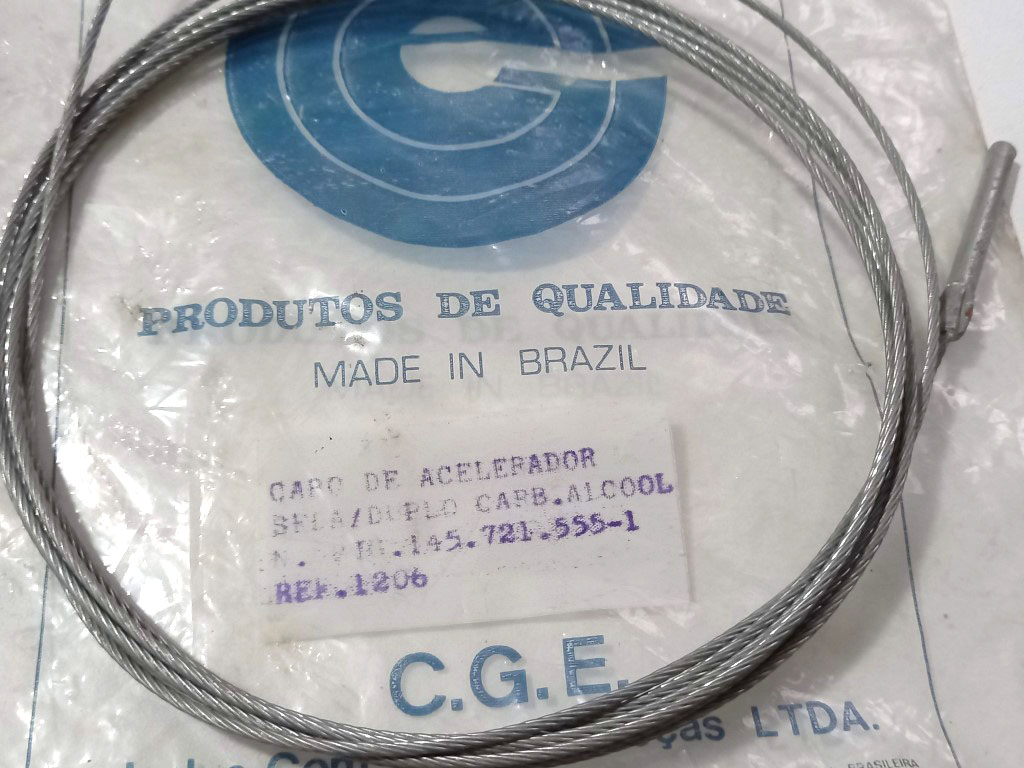 PRODUTOS DE QUALIDADE
MADE IN BRAZIL
CABO DE ACELERADOR
/DUPLO CARB.ALCOOL
N. .145.721.555-1
REF.1206
C.G.E.
LTDA.
BRASILEIRA